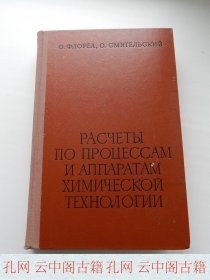 О. ФЛОРЕА, О. СМИГЕЛЬСКИЙ
РАСЧЕТЫ
ПО ПРОЦЕССАМ
И АППАРАТАМ
ХИМИЧЕСКОЙ
ТЕХНОЛОГИИ
孔网 云中阁古籍 孔网 云中阁古籍